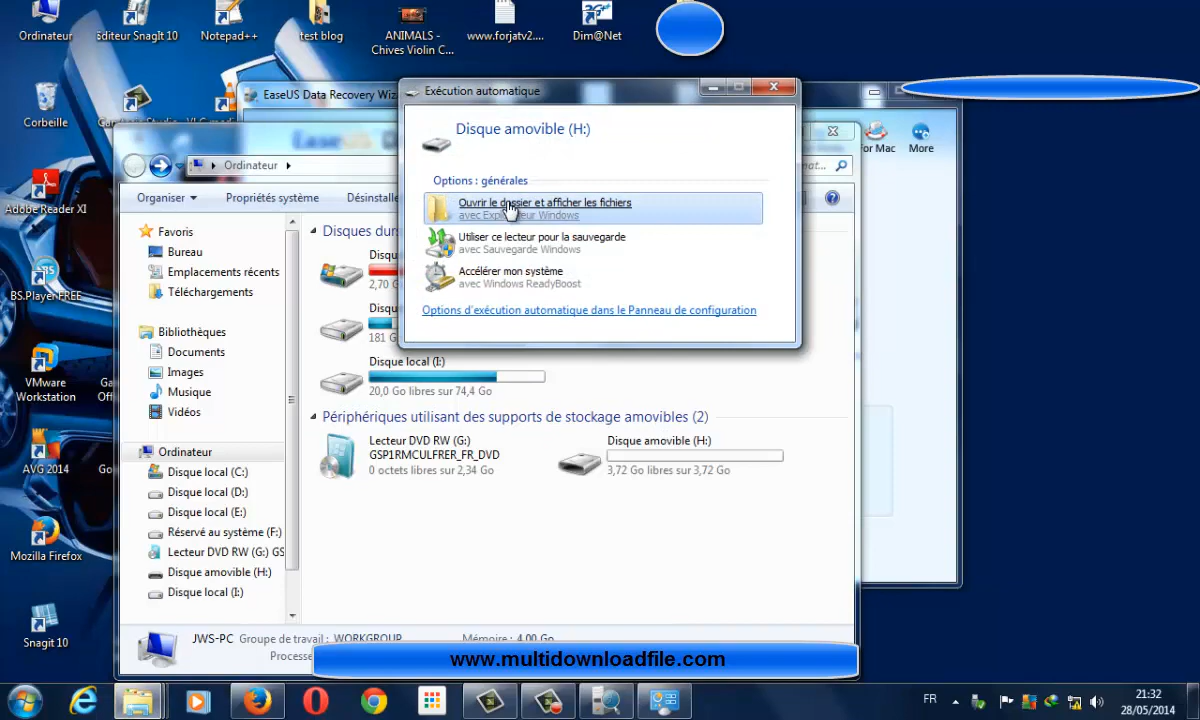 Ordinateur
Éditeur SnagIt 10
Notepad++
test blog
ANIMALS -
Chives Violin C...
www.forjatv2....
Dim@Net
Corbeille
Adobe Reader XI
BS.Player FREE
VMware
Workstation
AVG 2014
Mozilla Firefox
Snagit 10
EaseUS Data Recovery Wiz
For Mac
More
Exécution automatique
Disque amovible (H:)
Options : générales
Ouvrir le dossier et afficher les fichiers
avec Windows
Utiliser ce lecteur pour la sauvegarde
avec Sauvegarde Windows
Accélérer mon système
avec Windows ReadyBoost
Options d'exécution automatique dans le Panneau de configuration
Ordinateur
Organiser
Propriétés système
Désinstalle
Favoris
Bureau
Emplacements récents
Téléchargements
Bibliothèques
Documents
Images
Musique
Vidéos
Ordinateur
Disque local (C:)
Disque local (D:)
Disque local (E:)
Réservé au système (F:)
Lecteur DVD RW (G:) GS
Disque amovible (H:)
Disque local (I:)
Disques durs
2,70
181 G
Disque local (I:)
20,0 Go libres sur 74,4 Go
Périphériques utilisant des supports de stockage amovibles (2)
Lecteur DVD RW (G:)
GSP1RMCULFRER_FR_DVD
0 octets libres sur 2,34 Go
Disque amovible (H:)
3,72 Go libres sur 3,72 Go
JWS-PC Groupe de travail : WORKGROUP Mémoire : 4,00 Go
Processe
www.multidownloadfile.com
FR
21:32
28/05/2014